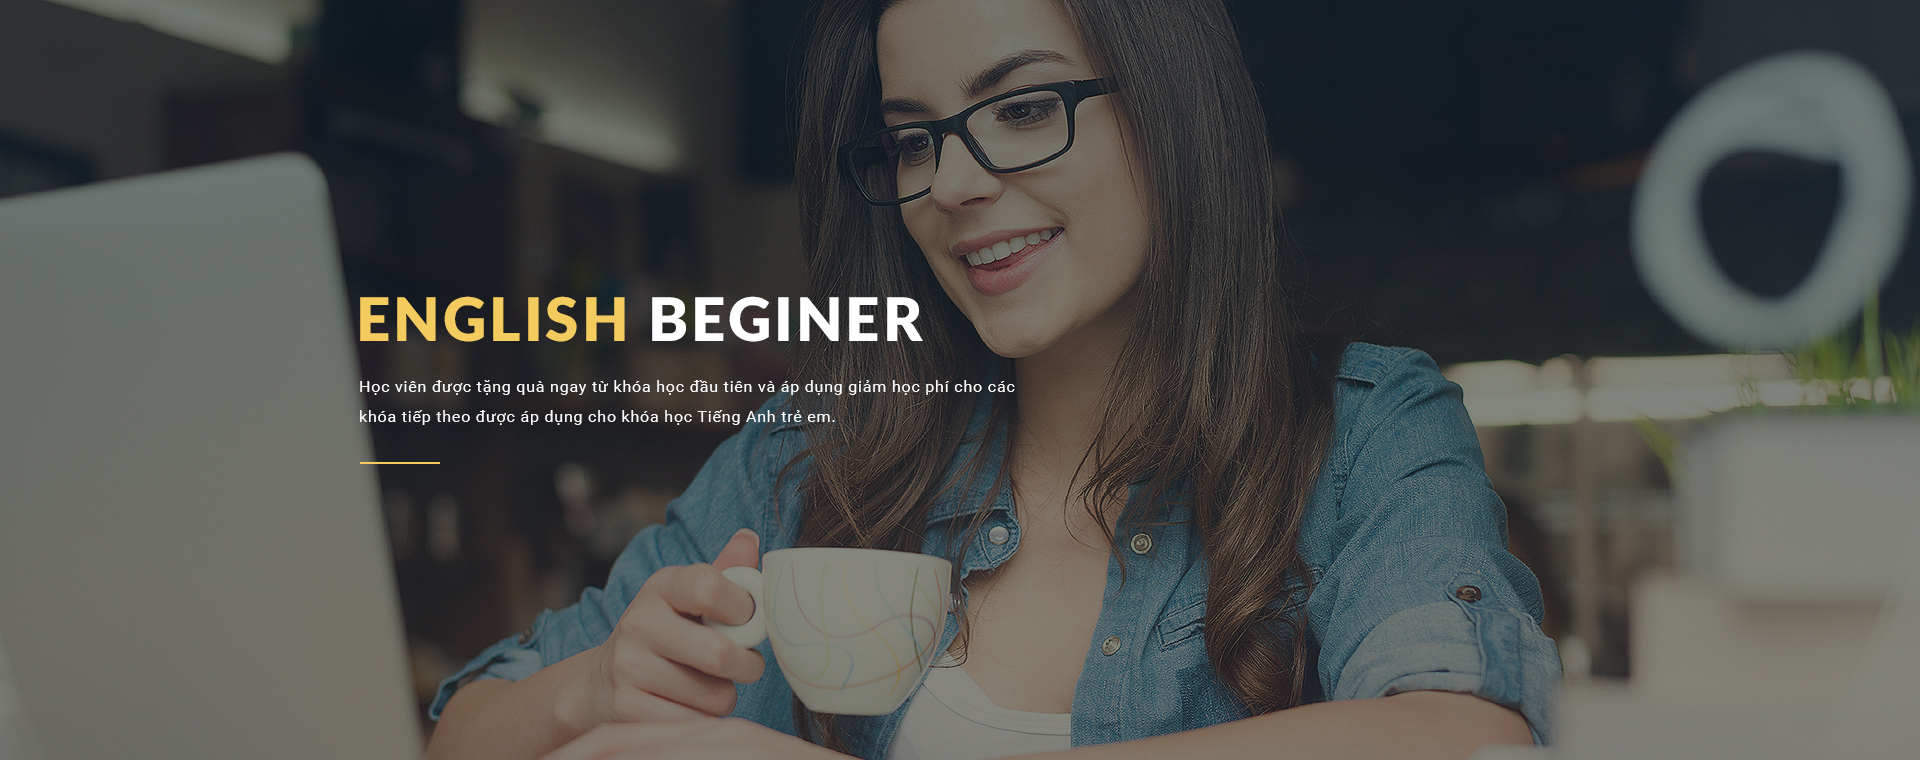 ENGLISH BEGINER
Học viên được tặng quà ngay từ khóa học đầu tiên và áp dụng giảm học phí cho các
khóa tiếp theo được áp dụng cho khóa học Tiếng Anh trẻ em.